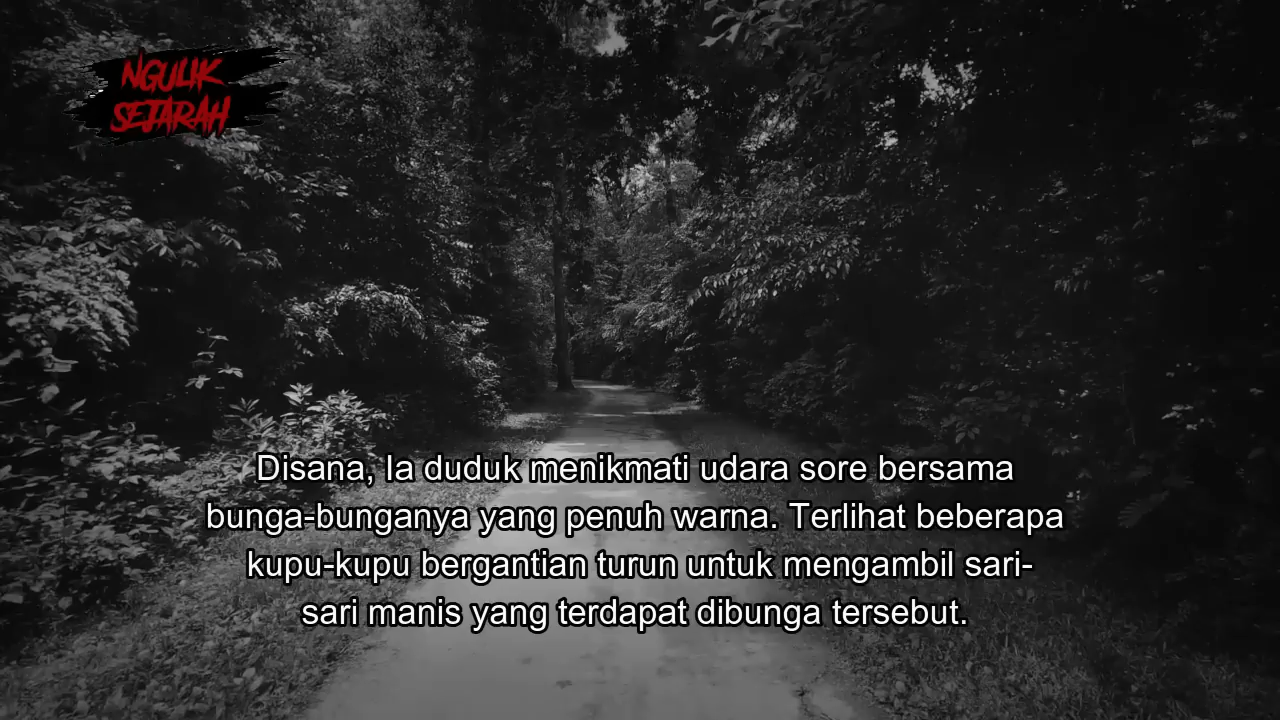 NGULIK
SEJARAH
Disana, Ia duduk menikmati udara sore bersama
bunga-bunganya yang penuh warna. Terlihat beberapa
kupu-kupu bergantian turun untuk mengambil sari-
sari manis yang terdapat dibunga tersebut.